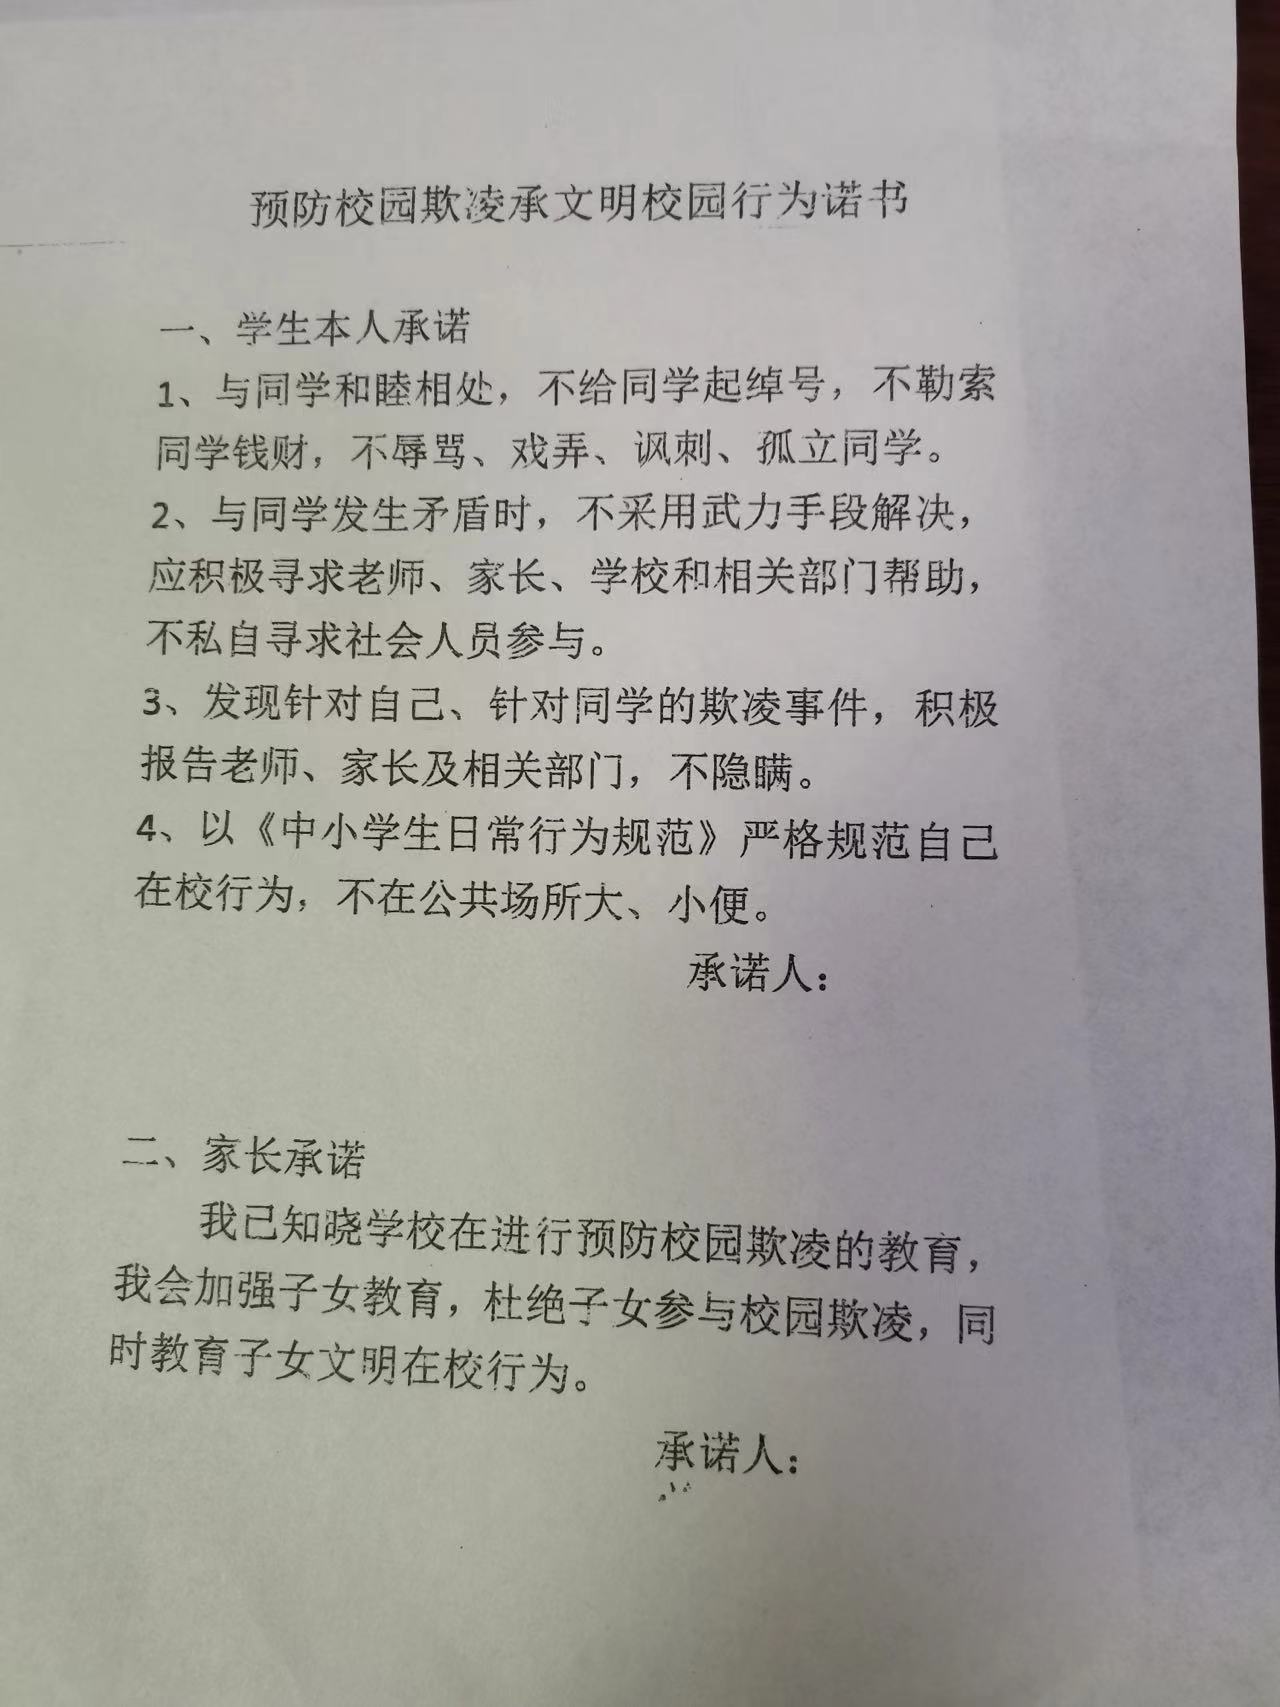 预防校园欺凌承文明校园行为诺书
一、学生本人承诺
1、与同学和睦相处，不给同学起绰号，不勒索
同学钱财，不辱骂、戏弄、讽刺、孤立同学。
2、与同学发生矛盾时，不采用武力手段解决，
应积极寻求老师、家长、学校和相关部门帮助，
不私自寻求社会人员参与。
3、发现针对自己、针对同学的欺凌事件，积极
报告老师、家长及相关部门，不隐瞒。
4、以《中小学生日常行为规范》严格规范自己
在校行为，不在公共场所大、小便。
承诺人：
二、家长承诺
我已知晓学校在进行预防校园欺凌的教育，
我会加强子女教育，杜绝子女参与校园欺凌，同
时教育子女文明在校行为。
承诺人：